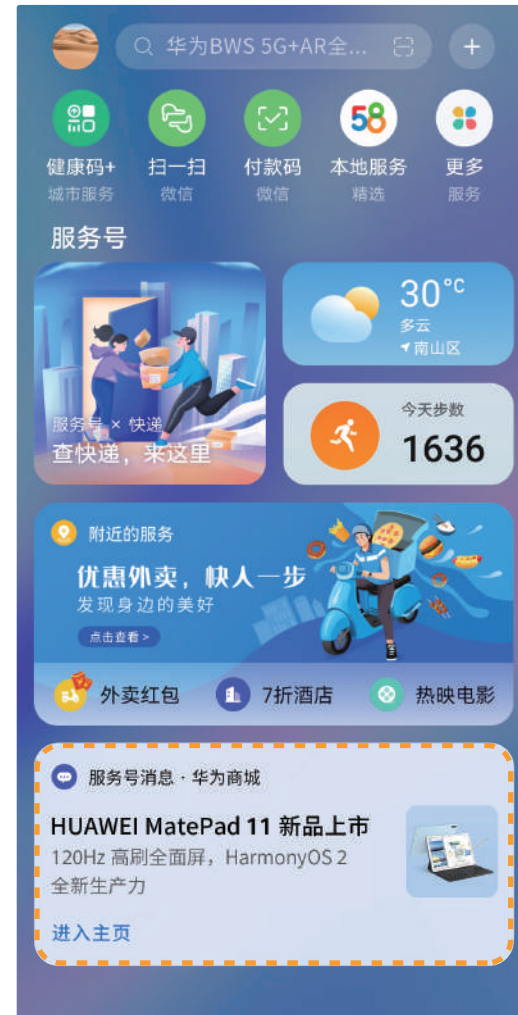 华为BWS 5G+AR全...
健康码+ 扫一扫 付款码 本地服务 更多
城市服务 微信 微信 精选 服务
服务号
30°C
多云
南山区
服务号 × 快递
查快递，来这里
今天步数
1636
附近的服务
优惠外卖，快人一步
发现身边的美好
点击查看>
外卖红包 7折酒店 热映电影
服务号消息 · 华为商城
HUAWEI MatePad 11 新品上市
120Hz 高刷全面屏，HarmonyOS 2
全新生产力
进入主页